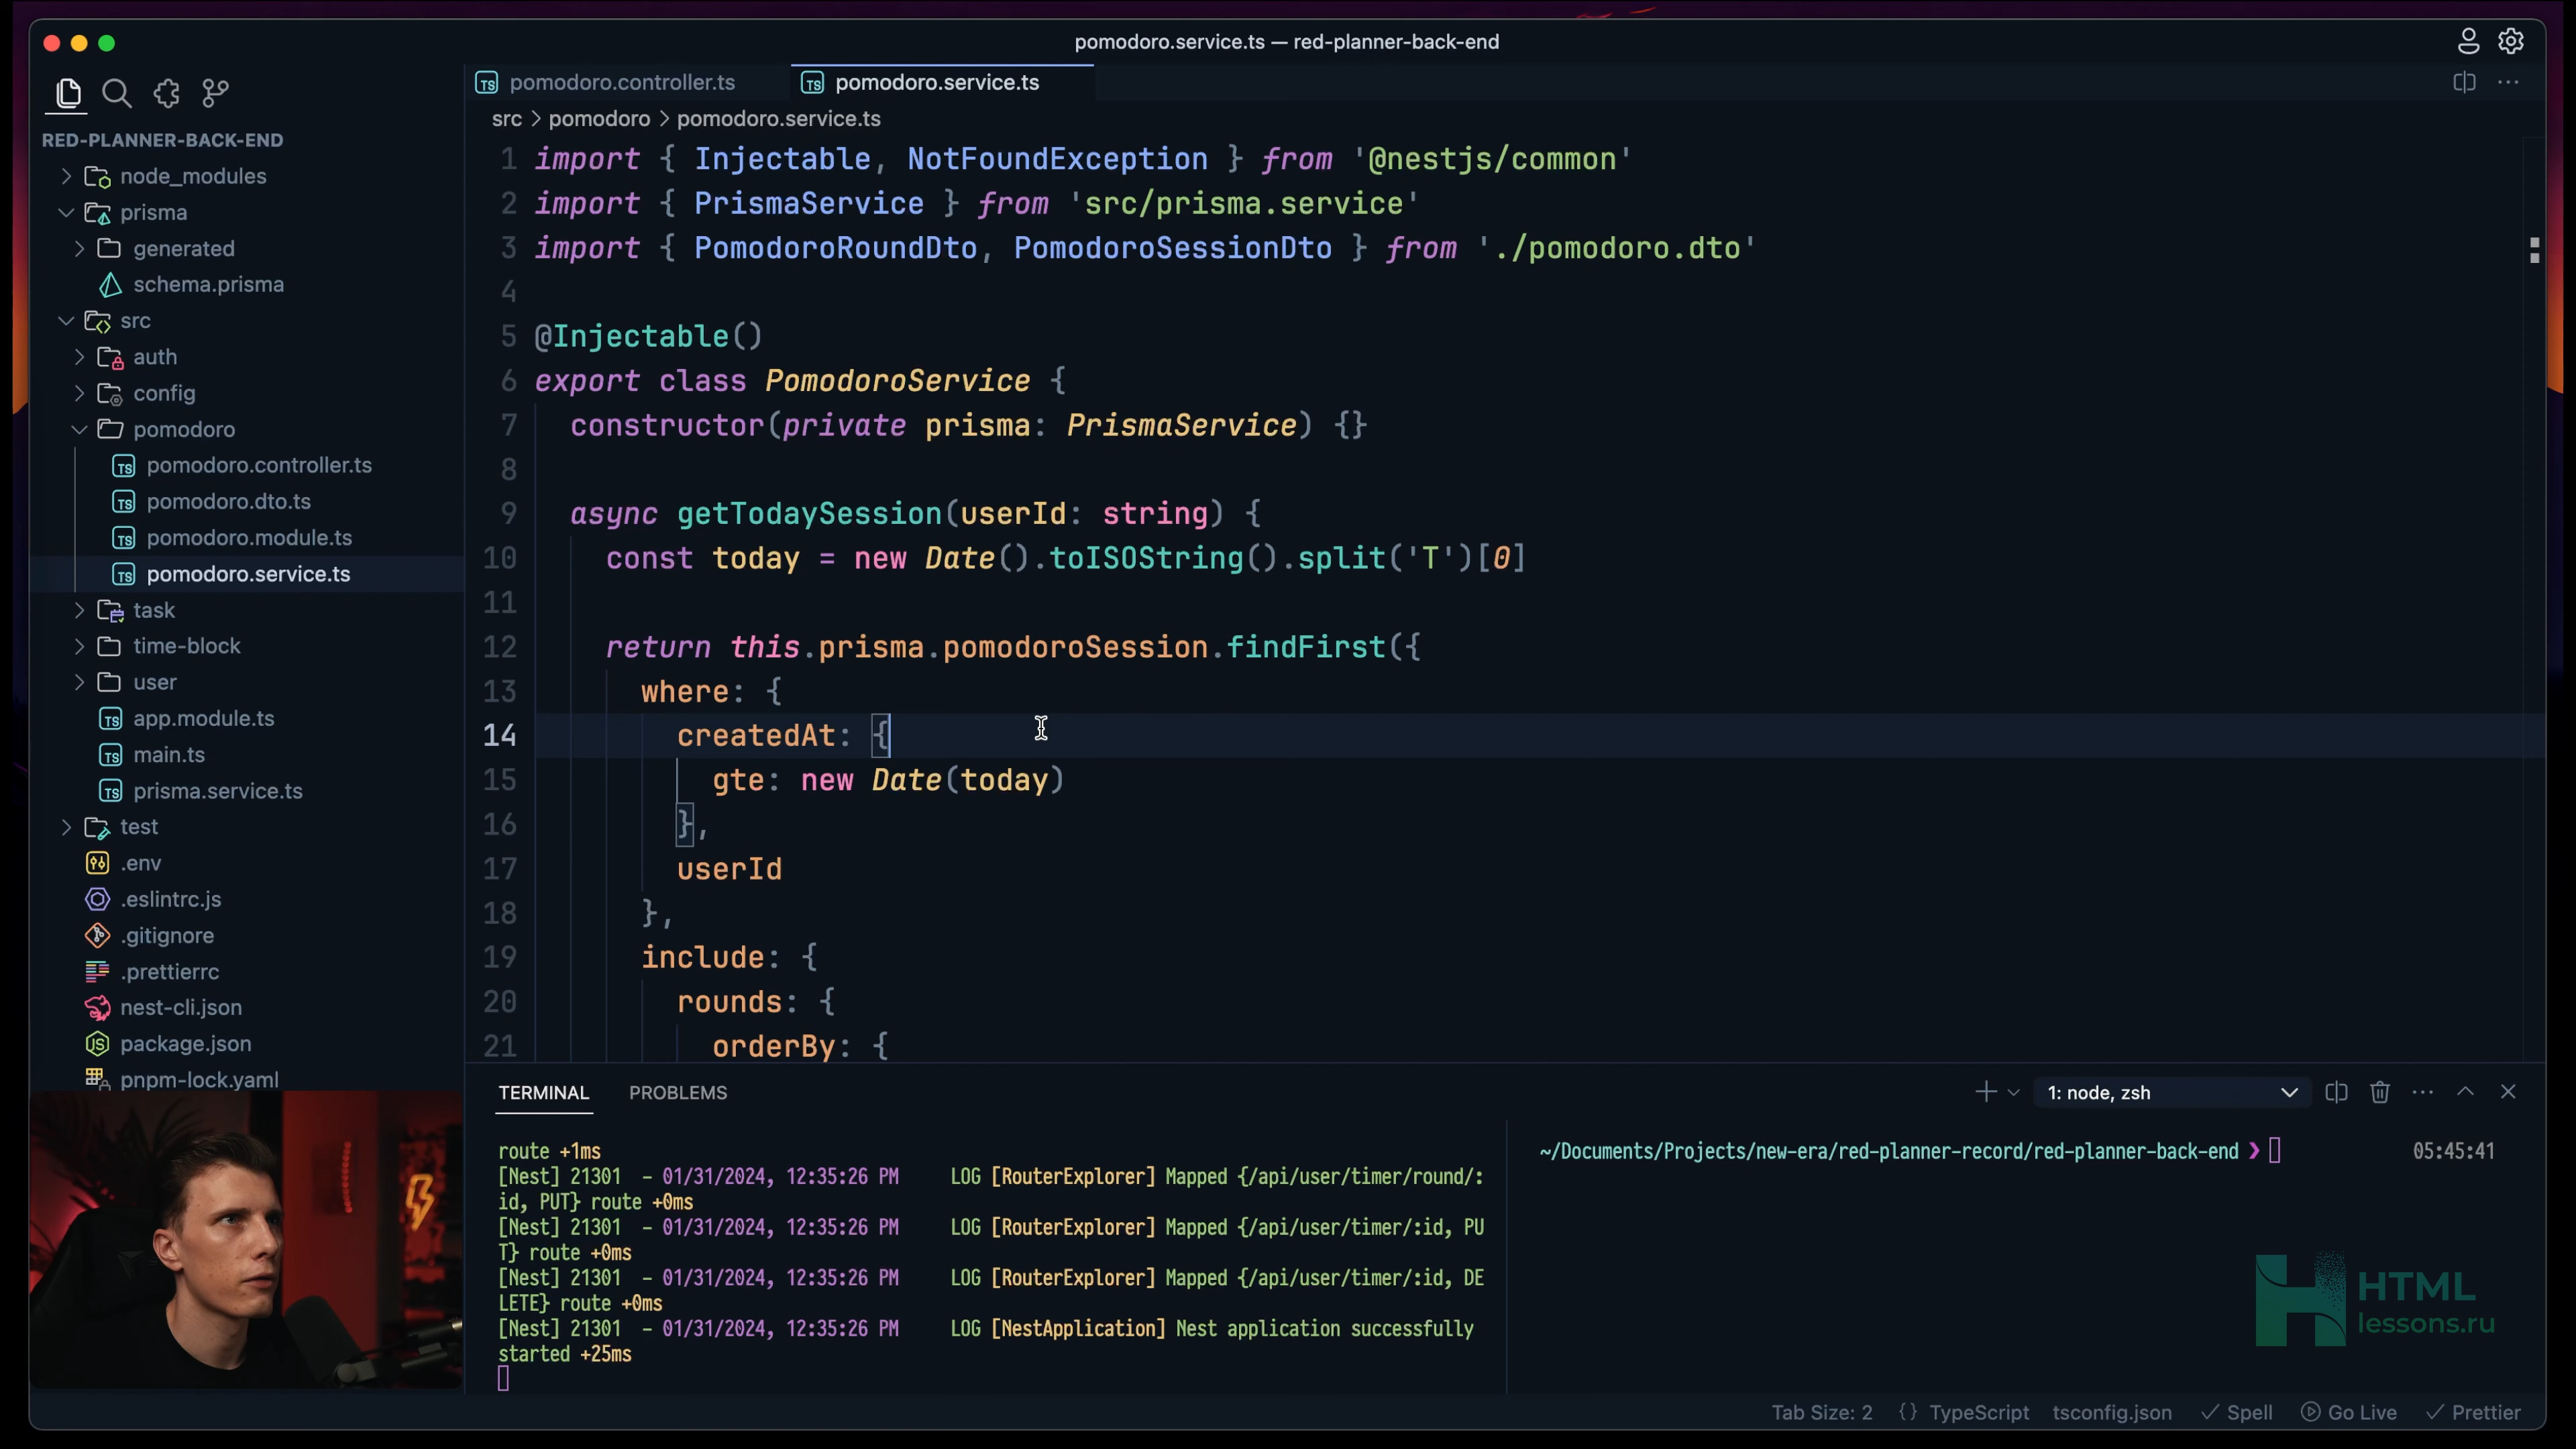 pomodoro.service.ts — red-planner-back-end
pomodoro.controller.ts
pomodoro.service.ts
RED-PLANNER-BACK-END
node_modules
prisma
generated
schema.prisma
src
auth
config
pomodoro
pomodoro.controller.ts
pomodoro.dto.ts
pomodoro.module.ts
pomodoro.service.ts
task
time-block
user
app.module.ts
main.ts
prisma.service.ts
test
.env
.eslintrc.js
.gitignore
.prettierrc
nest-cli.json
package.json
pnpm-lock.yaml
src > pomodoro > pomodoro.service.ts
1 import { Injectable, NotFoundException } from '@nestjs/common'
2 import { PrismaService } from 'src/prisma.service'
3 import { PomodoroRoundDto, PomodoroSessionDto } from './pomodoro.dto'
4
5 @Injectable()
6 export class PomodoroService {
7 constructor(private prisma: PrismaService) {}
8
9 async getTodaySession(userId: string) {
10 const today = new Date().toISOString().split('T')[0]
11
12 return this.prisma.pomodoroSession.findFirst({
13 where: {
14 createdAt: {
15 gte: new Date(today)
16 },
17 userId
18 },
19 include: {
20 rounds: {
21 orderBy: {
TERMINAL PROBLEMS
1: node, zsh
route +1ms
[Nest] 21301 - 01/31/2024, 12:35:26 PM LOG [RouterExplorer] Mapped {/api/user/timer/round/:
id, PUT} route +0ms
[Nest] 21301 - 01/31/2024, 12:35:26 PM LOG [RouterExplorer] Mapped {/api/user/timer/:id, PU
T} route +0ms
[Nest] 21301 - 01/31/2024, 12:35:26 PM LOG [RouterExplorer] Mapped {/api/user/timer/:id, DE
LETE} route +0ms
[Nest] 21301 - 01/31/2024, 12:35:26 PM LOG [NestApplication] Nest application successfully
started +25ms
~/Documents/Projects/new-era/red-planner-record/red-planner-back-end ❯ 05:45:41
HTML
lessons.ru
Tab Size: 2 {} TypeScript tsconfig.json ✓ Spell Go Live ✓ Prettier